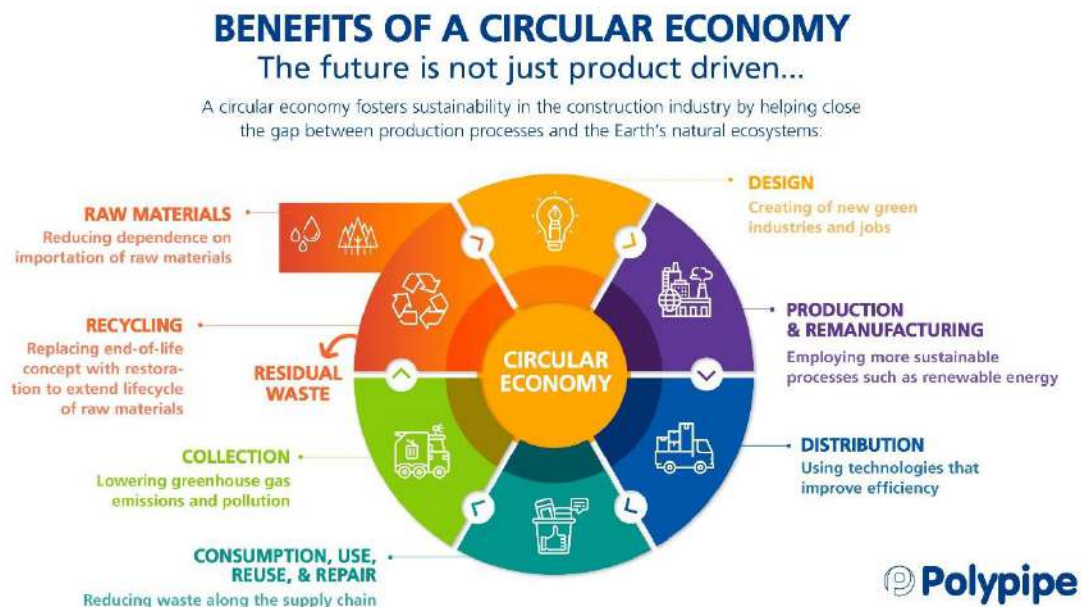 BENEFITS OF A CIRCULAR ECONOMY
The future is not just product driven...
A circular economy fosters sustainability in the construction industry by helping close
the gap between production processes and the Earth's natural ecosystems:
RAW MATERIALS
Reducing dependence on
importation of raw materials
DESIGN
Creating of new green
industries and jobs
RECYCLING
Replacing end-of-life
concept with restora-
tion to extend lifecycle
of raw materials
RESIDUAL
WASTE
CIRCULAR
ECONOMY
PRODUCTION
& REMANUFACTURING
Employing more sustainable
processes such as renewable energy
COLLECTION
Lowering greenhouse gas
emissions and pollution
DISTRIBUTION
Using technologies that
improve efficiency
CONSUMPTION, USE,
REUSE, & REPAIR
Reducing waste along the supply chain
Polypipe